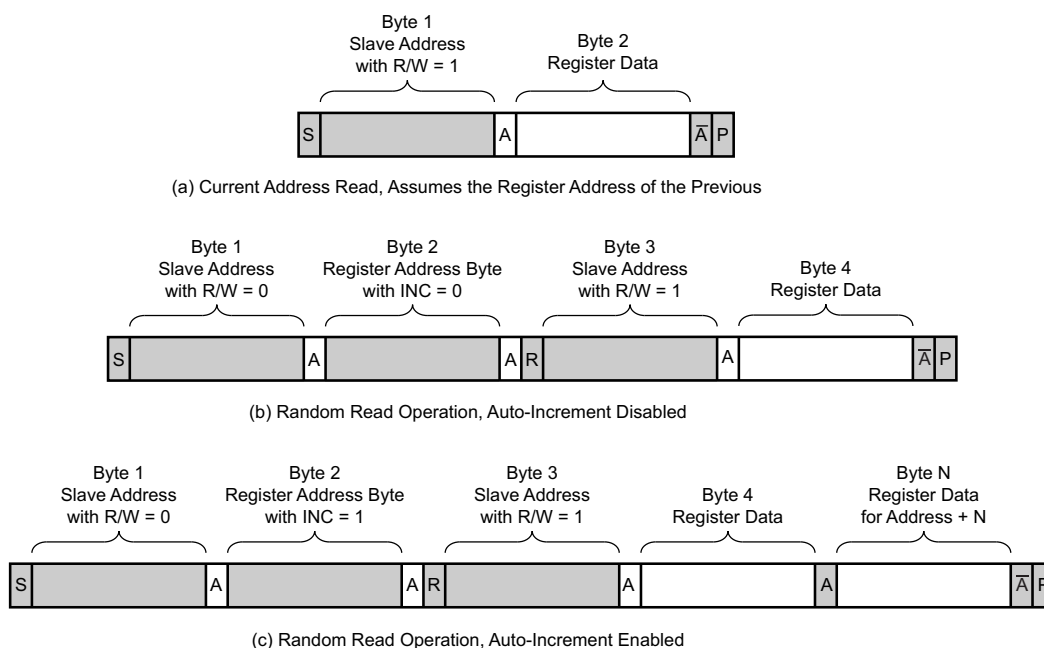 Byte 1
Slave Address
with R/W = 1
Byte 2
Register Data
S A A̅ P
(a) Current Address Read, Assumes the Register Address of the Previous
Byte 1
Slave Address
with R/W = 0
Byte 2
Register Address Byte
with INC = 0
Byte 3
Slave Address
with R/W = 1
Byte 4
Register Data
S A A R A A̅ P
(b) Random Read Operation, Auto-Increment Disabled
Byte 1
Slave Address
with R/W = 0
Byte 2
Register Address Byte
with INC = 1
Byte 3
Slave Address
with R/W = 1
Byte 4
Register Data
Byte N
Register Data
for Address + N
S A A R A A A̅ P
(c) Random Read Operation, Auto-Increment Enabled